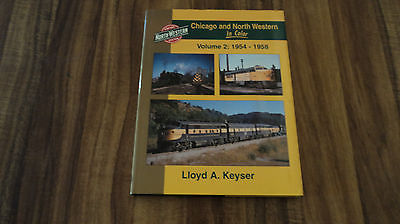 Chicago and North Western
in Color
NORTH WESTERN
Volume 2: 1954 - 1958
Lloyd A. Keyser